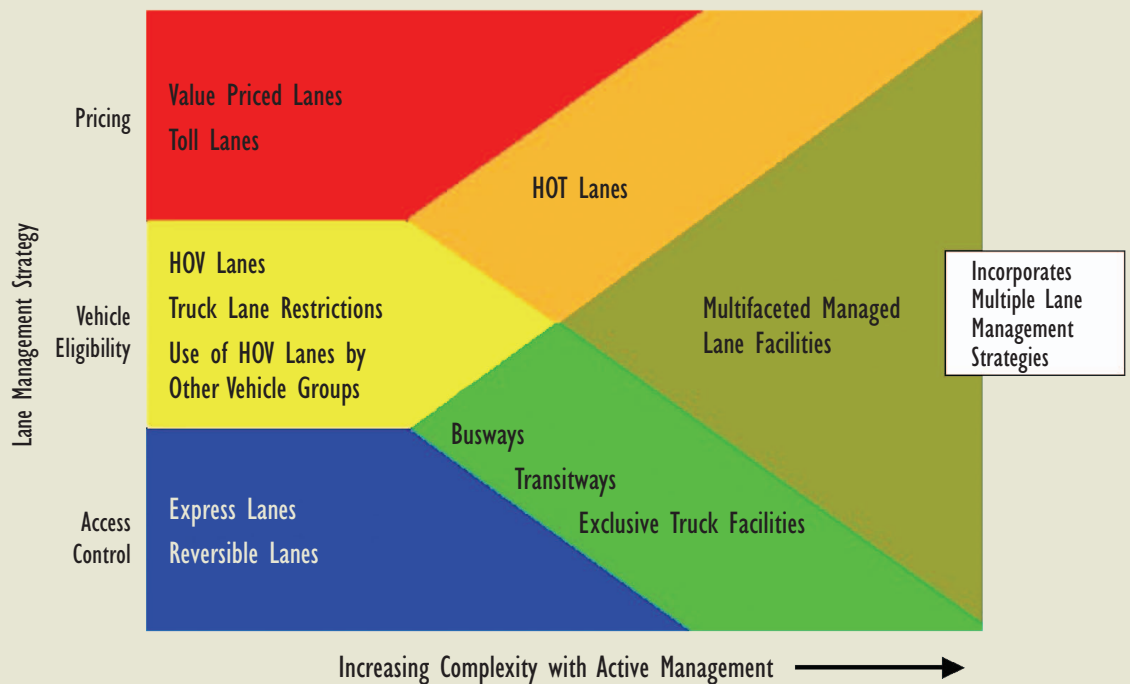 Lane Management Strategy
Pricing
Value Priced Lanes
Toll Lanes
HOT Lanes
Vehicle
Eligibility
HOV Lanes
Truck Lane Restrictions
Use of HOV Lanes by
Other Vehicle Groups
Multifaceted Managed
Lane Facilities
Incorporates
Multiple Lane
Management
Strategies
Busways
Transitways
Exclusive Truck Facilities
Access
Control
Express Lanes
Reversible Lanes
Increasing Complexity with Active Management